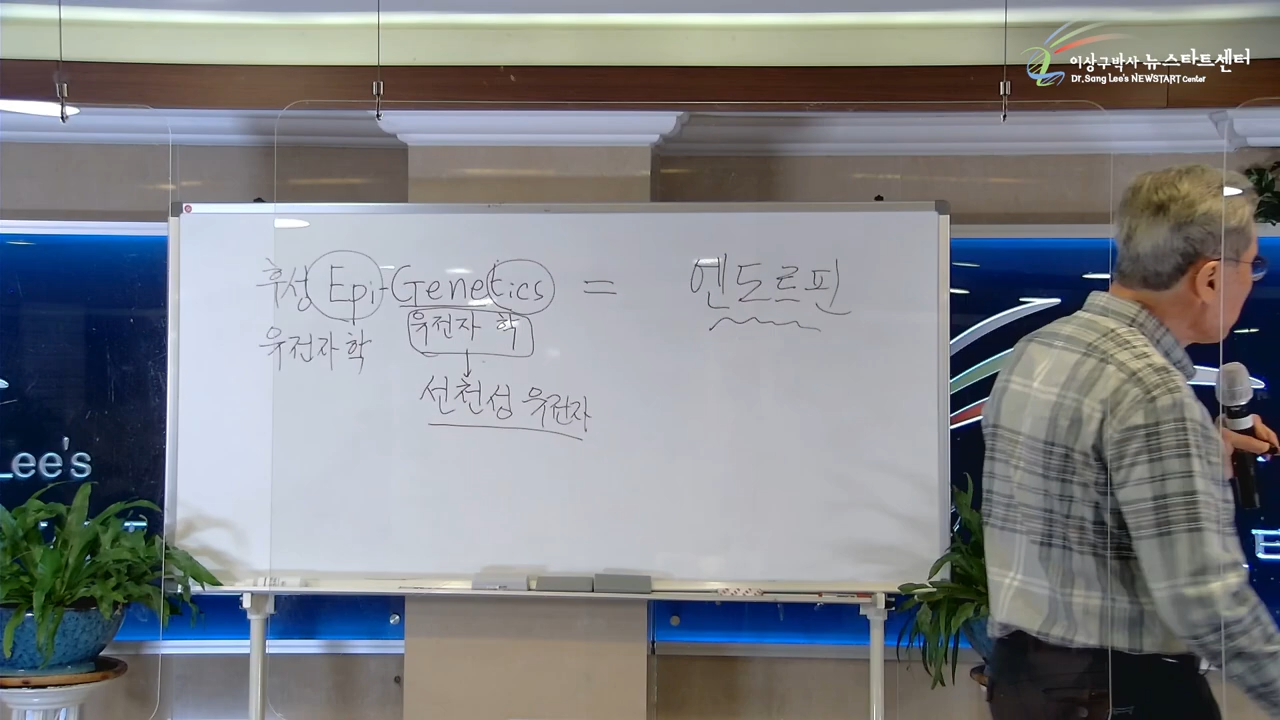 이상구박사 뉴스타트센터
Dr. Sang Lee's NEWSTART Center
후성 Epi-Genetics = 엔도르핀
유전자 학 유전자 학
선천성 유전자
Lee's